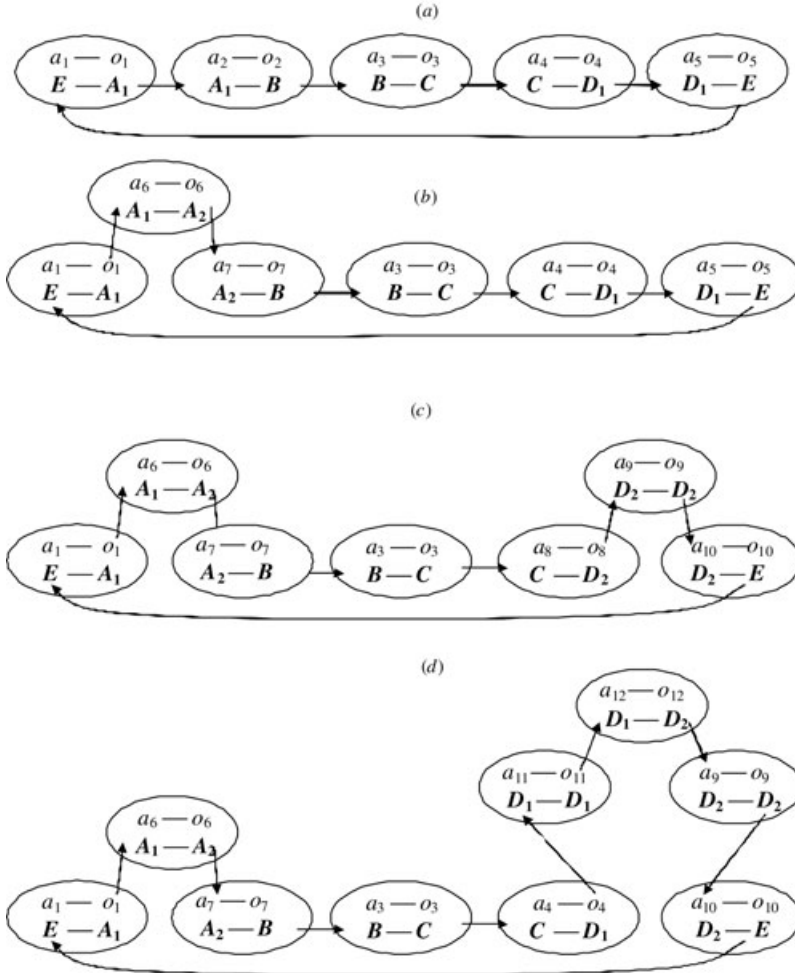 (a)
a₁ — o₁ a₂ — o₂ a₃ — o₃ a₄ — o₄ a₅ — o₅
E — A₁ A₁ — B B — C C — D₁ D₁ — E
a₆ — o₆
A₁ — A₂
(b)
a₁ — o₁ a₇ — o₇ a₃ — o₃ a₄ — o₄ a₅ — o₅
E — A₁ A₂ — B B — C C — D₁ D₁ — E
(c)
a₆ — o₆ a₉ — o₉
A₁ — A₂ D₂ — D₂
a₁ — o₁ a₇ — o₇ a₃ — o₃ a₈ — o₈ a₁₀ — o₁₀
E — A₁ A₂ — B B — C C — D₂ D₂ — E
(d)
a₁₂ — o₁₂
D₁ — D₂
a₁₁ — o₁₁ a₉ — o₉
D₁ — D₁ D₂ — D₂
a₆ — o₆
A₁ — A₂
a₁ — o₁ a₇ — o₇ a₃ — o₃ a₄ — o₄ a₁₀ — o₁₀
E — A₁ A₂ — B B — C C — D₁ D₂ — E